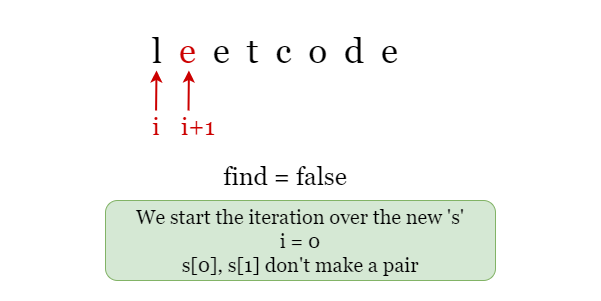 l e e t c o d e
i i+1
find = false
We start the iteration over the new 's'
i = 0
s[0], s[1] don't make a pair